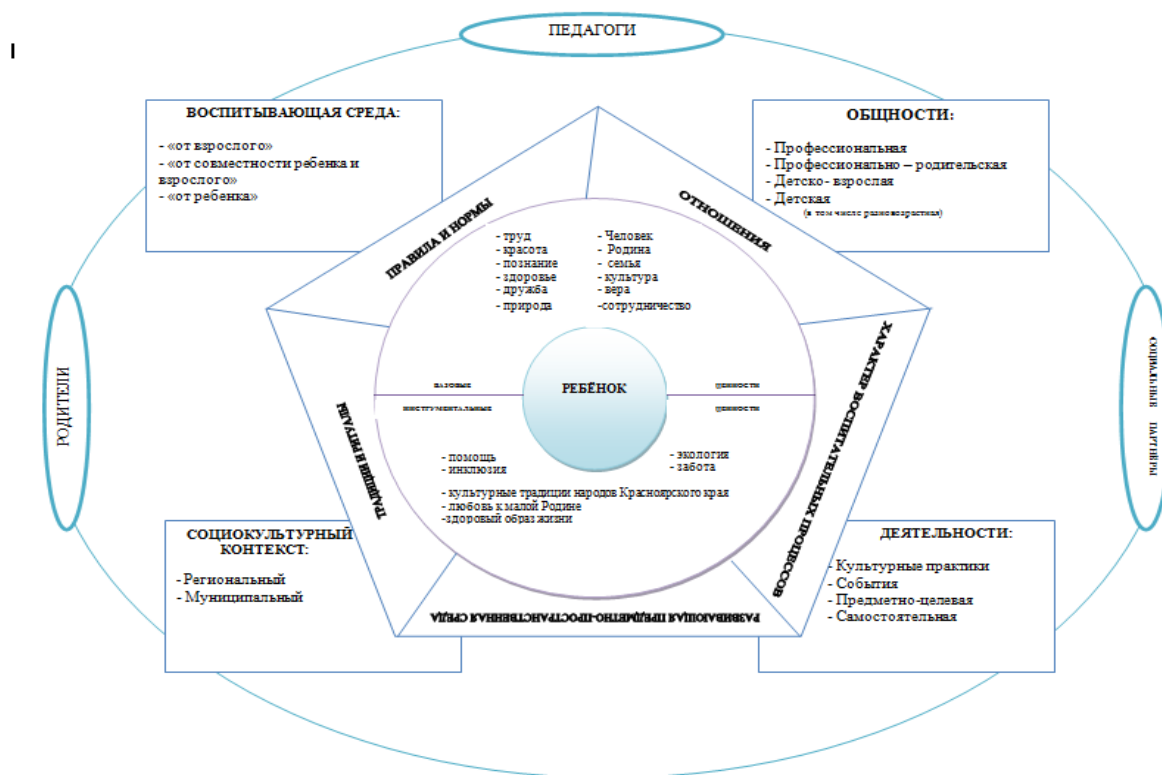 ПЕДАГОГИ
I
ВОСПИТЫВАЮЩАЯ СРЕДА:
- «от взрослого»
- «от совместности ребенка и
взрослого»
- «от ребенка»
ОБЩНОСТИ:
- Профессиональная
- Профессионально – родительская
- Детско- взрослая
- Детская
(в том числе разновозрастная)
ПРАВИЛА И НОРМЫ
ОТНОШЕНИЯ
- труд
- красота
- познание
- здоровье
- дружба
- природа
- Человек
- Родина
- семья
- культура
- вера
-сотрудничество
РОДИТЕЛИ
БАЗОВЫЕ
ЦЕННОСТИ
РЕБЁНОК
ИНСТРУМЕНТАЛЬНЫЕ
ЦЕННОСТИ
СОЦИАЛЬНЫЕ ПАРТНЁРЫ
ТРАДИЦИИ И РИТУАЛЫ
ХАРАКТЕР ВОСПИТАТЕЛЬНЫХ ПРОЦЕССОВ
- помощь
- инклюзия
- экология
- забота
- культурные традиции народов Красноярского края
- любовь к малой Родине
-здоровый образ жизни
СОЦИОКУЛЬТУРНЫЙ
КОНТЕКСТ:
- Региональный
- Муниципальный
ДЕЯТЕЛЬНОСТИ:
- Культурные практики
- События
- Предметно-целевая
- Самостоятельная
РАЗВИВАЮЩАЯ ПРЕДМЕТНО-ПРОСТРАНСТВЕННАЯ СРЕДА